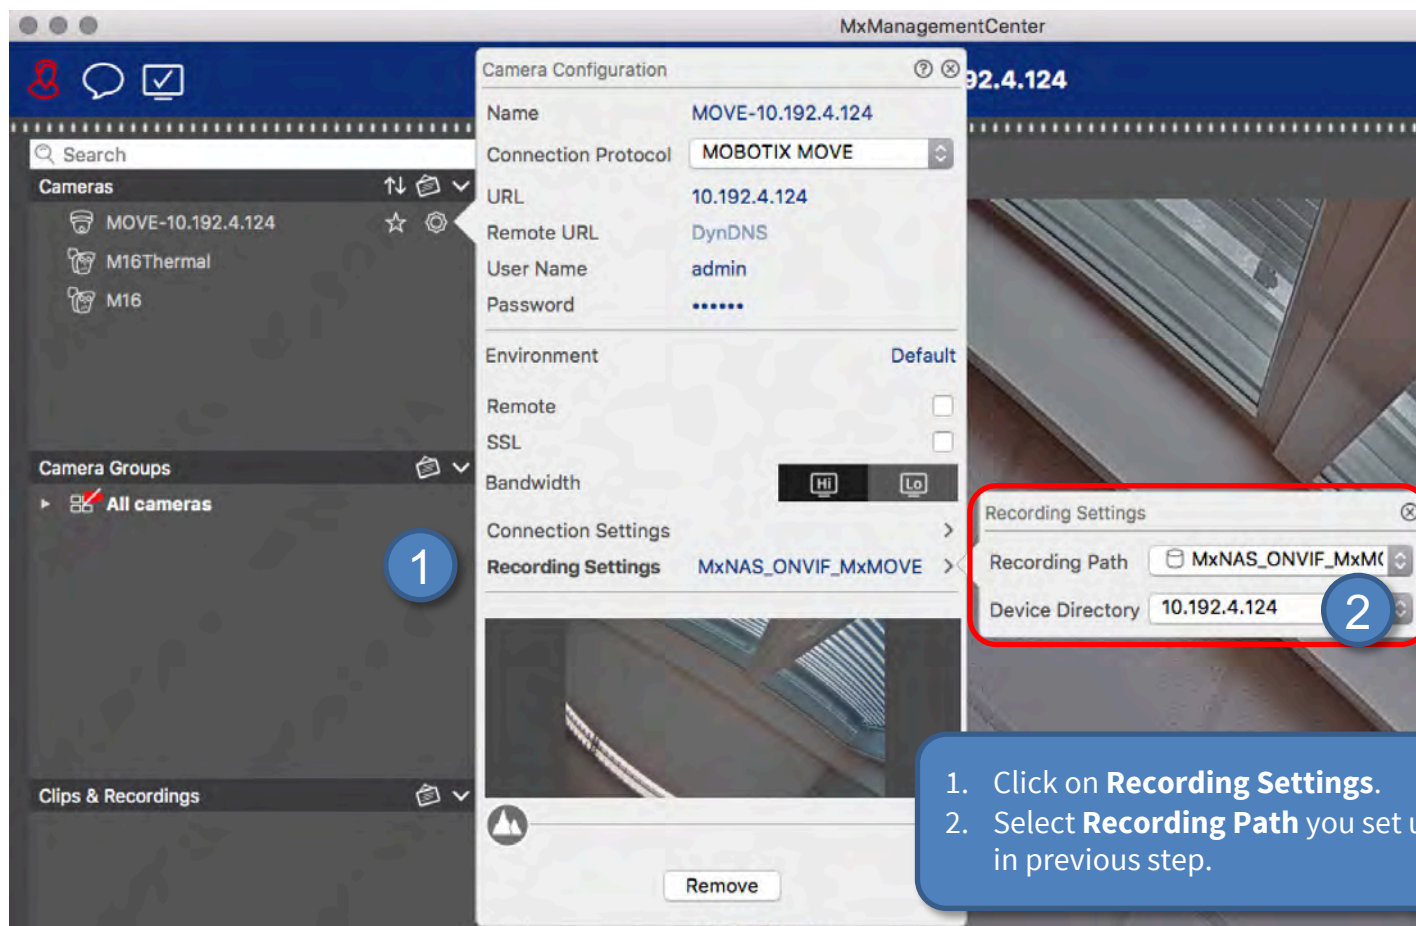 MxManagementCenter
92.4.124
Search
Cameras
MOVE-10.192.4.124
M16Thermal
M16
Camera Groups
All cameras
Clips & Recordings
Camera Configuration
Name MOVE-10.192.4.124
Connection Protocol MOBOTIX MOVE
URL 10.192.4.124
Remote URL DynDNS
User Name admin
Password ••••••
Environment Default
Remote
SSL
Bandwidth Hi Lo
Connection Settings
Recording Settings MxNAS_ONVIF_MxMOVE
Remove
1
Recording Settings
Recording Path MxNAS_ONVIF_MxM(
Device Directory 10.192.4.124
2
1. Click on Recording Settings.
2. Select Recording Path you set u
in previous step.